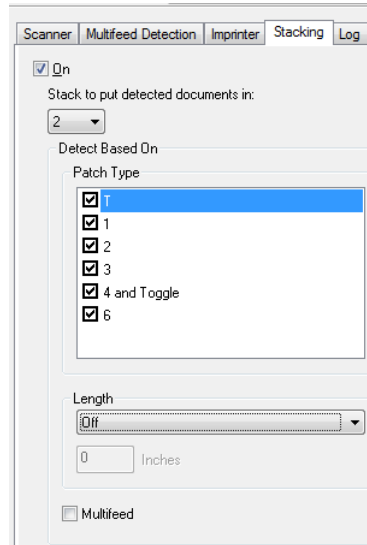 Scanner Multifeed Detection Imprinter Stacking Log
On
Stack to put detected documents in:
2
Detect Based On
Patch Type
T
1
2
3
4 and Toggle
6
Length
Off
0 Inches
Multifeed